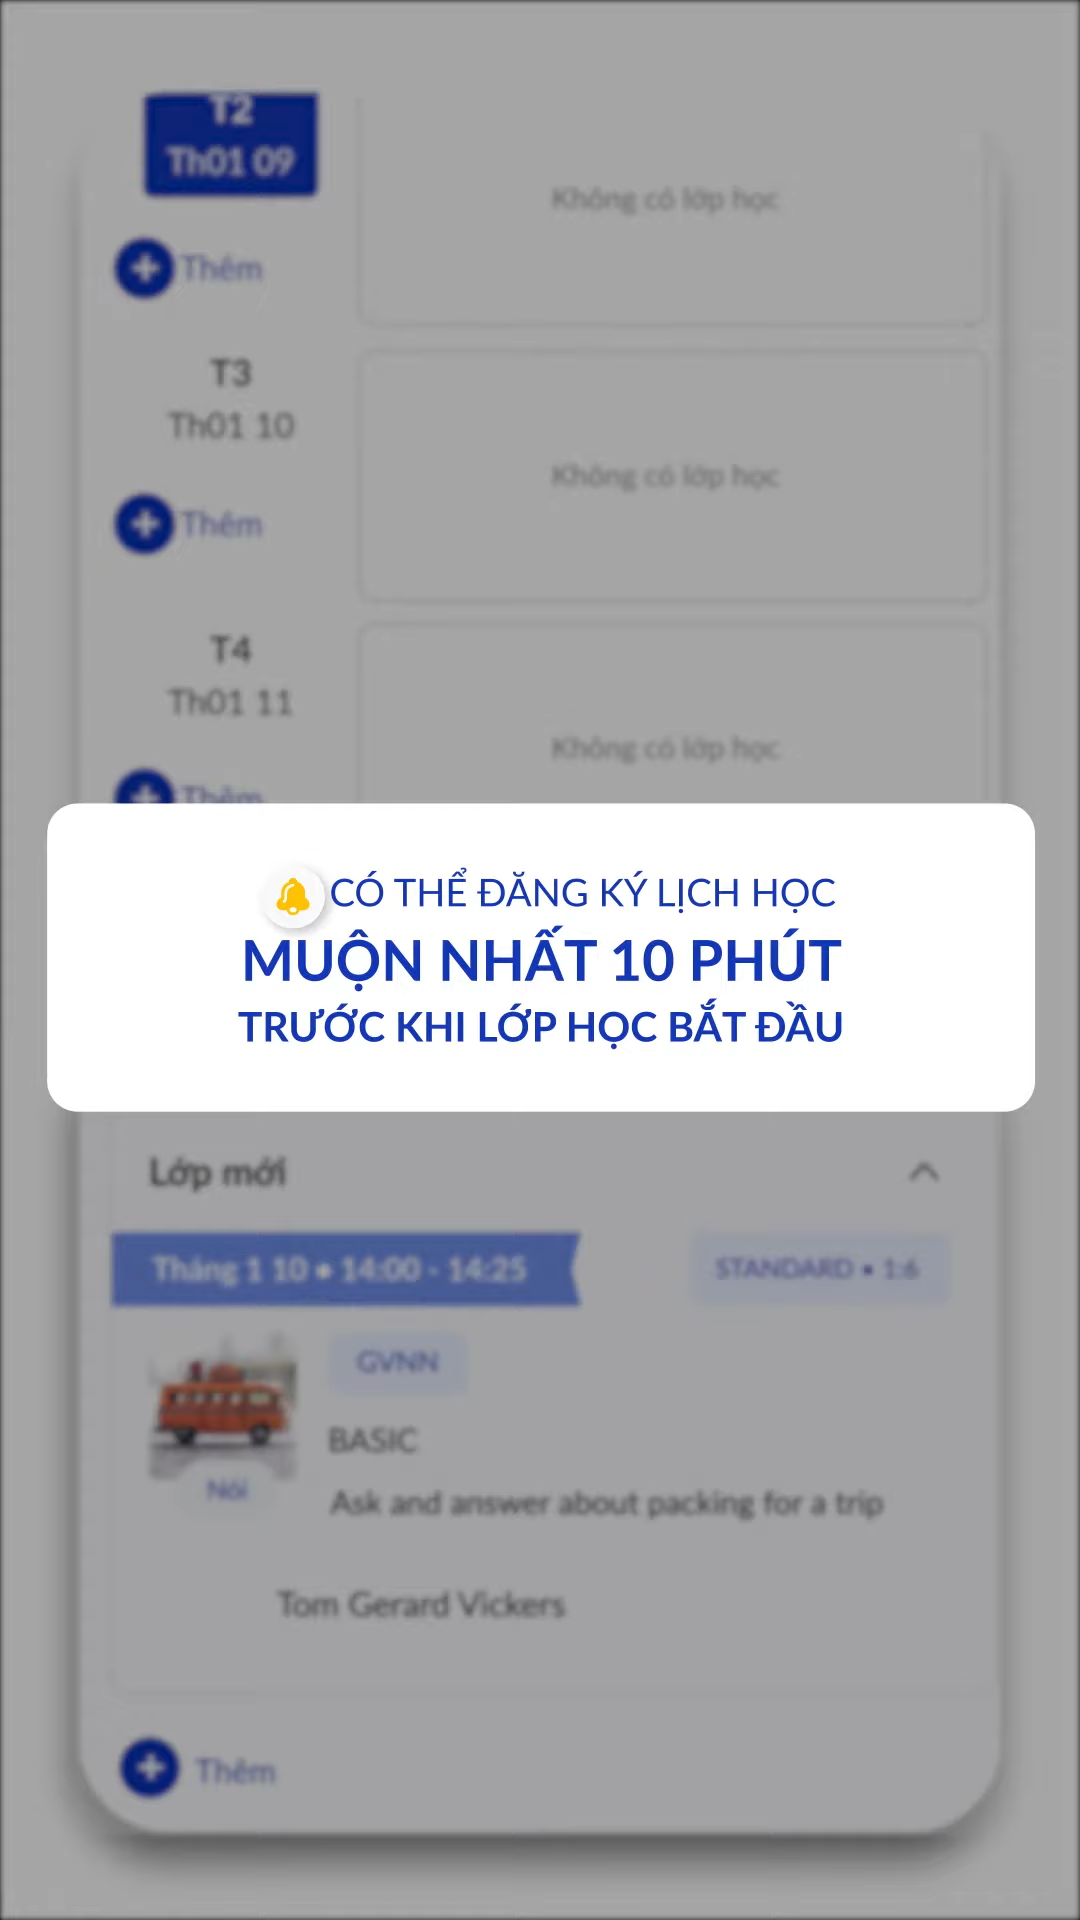 T2
Th01 09
Không có lớp học
Thêm
T3
Th01 10
Không có lớp học
Thêm
T4
Th01 11
Không có lớp học
Thêm
CÓ THỂ ĐĂNG KÝ LỊCH HỌC
MUỘN NHẤT 10 PHÚT
TRƯỚC KHI LỚP HỌC BẮT ĐẦU
Lớp mới
Tháng 1 10 • 14:00 - 14:25
STANDARD • 1:6
GVNN
BASIC
Nói
Ask and answer about packing for a trip
Tom Gerard Vickers
Thêm